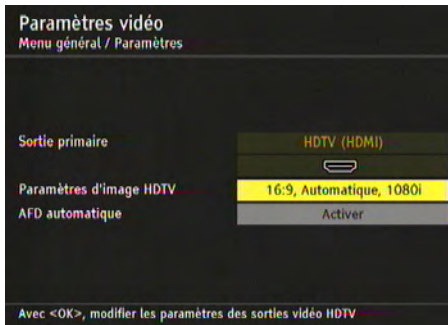 Paramètres vidéo
Menu général / Paramètres
Sortie primaire HDTV (HDMI)
Paramètres d'image HDTV 16:9, Automatique, 1080i
AFD automatique Activer
Avec <OK>, modifier les paramètres des sorties vidéo HDTV